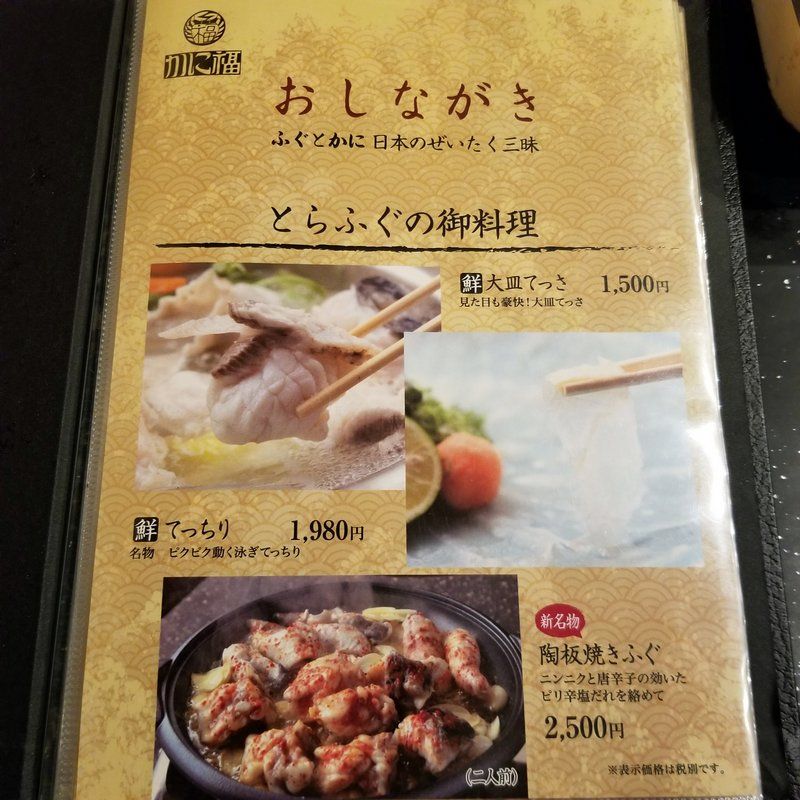 福
かに福
おしながき
ふぐとかに 日本のぜいたく三昧
とらふぐの御料理
鮮 大皿てっさ 1,500円
見た目も豪快!大皿てっさ
鮮 てっちり 1,980円
名物 ピクピク動く泳ぎてっちり
新名物
陶板焼きふぐ
ニンニクと唐辛子の効いた
ピリ辛塩だれを絡めて
2,500円
(二人前)
※表示価格は税別です。